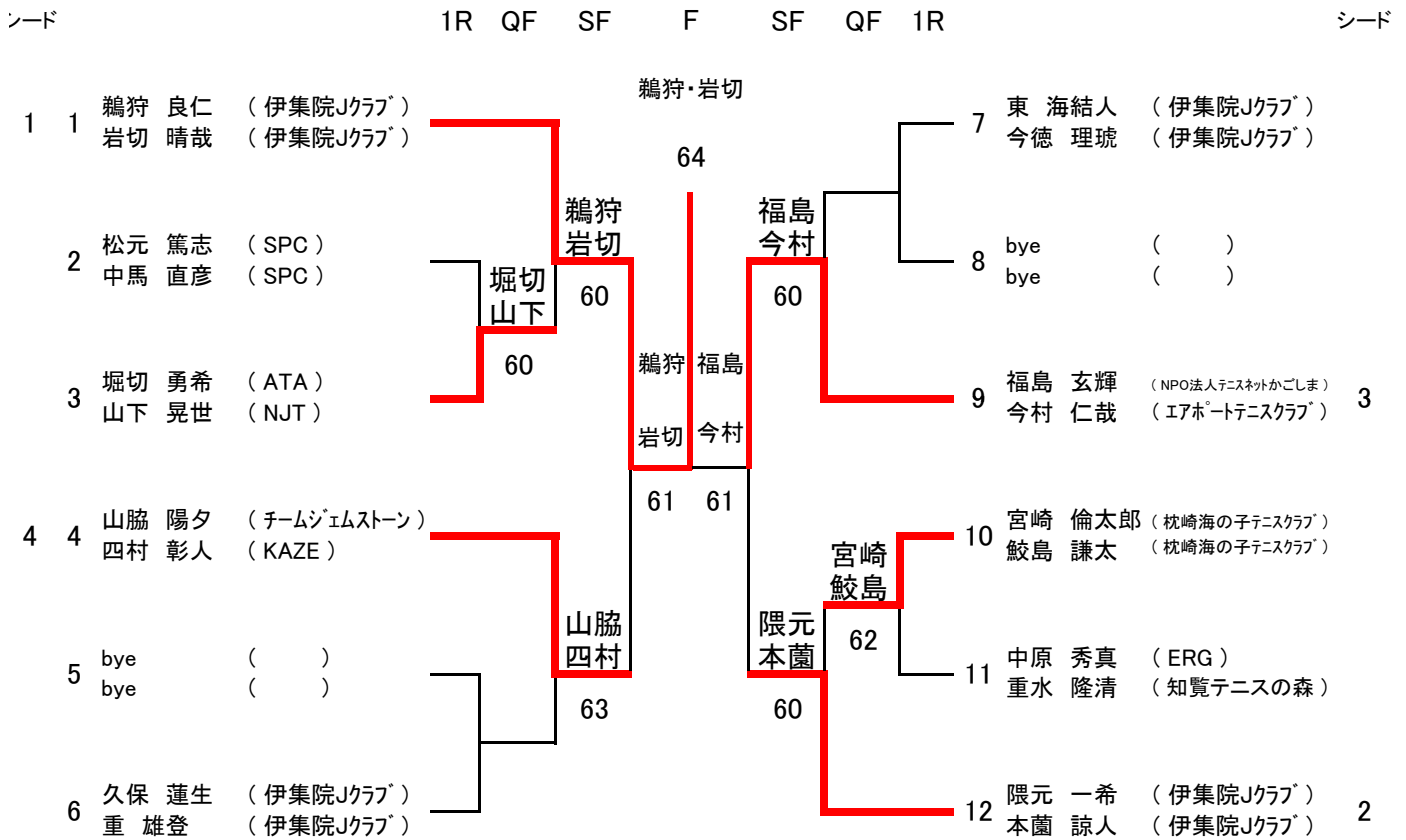 シード 1R QF SF F SF QF 1R シード
鵜狩・岩切
64
1 1 鵜狩 良仁 ( 伊集院Jクラブ )
岩切 晴哉 ( 伊集院Jクラブ )
2 松元 篤志 ( SPC )
中馬 直彦 ( SPC )
3 堀切 勇希 ( ATA )
山下 晃世 ( NJT )
4 4 山脇 陽夕 ( チームジェムストーン )
四村 彰人 ( KAZE )
5 bye ( )
bye ( )
6 久保 蓮生 ( 伊集院Jクラブ )
重 雄登 ( 伊集院Jクラブ )
堀切
山下
60
鵜狩
岩切
60
山脇
四村
63
鵜狩
岩切
61
福島
今村
61
福島
今村
60
隈元
本薗
60
宮崎
鮫島
62
7 東 海結人 ( 伊集院Jクラブ )
今徳 理琥 ( 伊集院Jクラブ )
8 bye ( )
bye ( )
9 福島 玄輝 ( NPO法人テニスネットかごしま ) 3
今村 仁哉 ( エアポートテニスクラブ )
10 宮崎 倫太郎 ( 枕崎海の子テニスクラブ )
鮫島 謙太 ( 枕崎海の子テニスクラブ )
11 中原 秀真 ( ERG )
重水 隆清 ( 知覧テニスの森 )
12 隈元 一希 ( 伊集院Jクラブ ) 2
本薗 諒人 ( 伊集院Jクラブ )